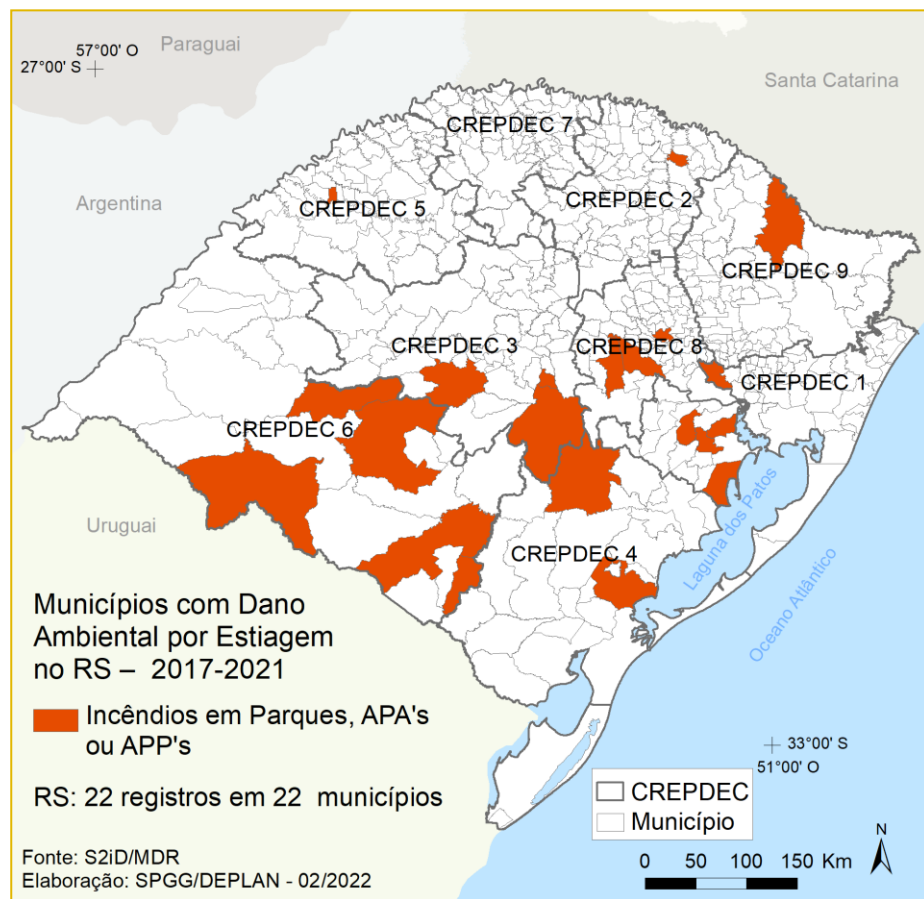 Paraguai
57°00' O
27°00' S
Santa Catarina
CREPDEC 7
Argentina
CREPDEC 5
CREPDEC 2
CREPDEC 9
CREPDEC 3
CREPDEC 8
CREPDEC 1
CREPDEC 6
Uruguai
CREPDEC 4
Laguna dos Patos
Oceano Atlântico
Municípios com Dano
Ambiental por Estiagem
no RS – 2017-2021
Incêndios em Parques, APA's
ou APP's
RS: 22 registros em 22 municípios
33°00' S
51°00' O
CREPDEC
Município
N
0 50 100 150 Km
Fonte: S2iD/MDR
Elaboração: SPGG/DEPLAN - 02/2022